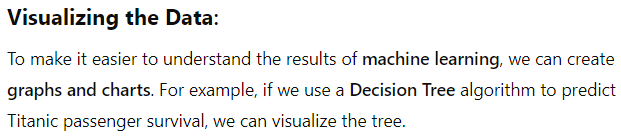 Visualizing the Data:
To make it easier to understand the results of machine learning, we can create
graphs and charts. For example, if we use a Decision Tree algorithm to predict
Titanic passenger survival, we can visualize the tree.